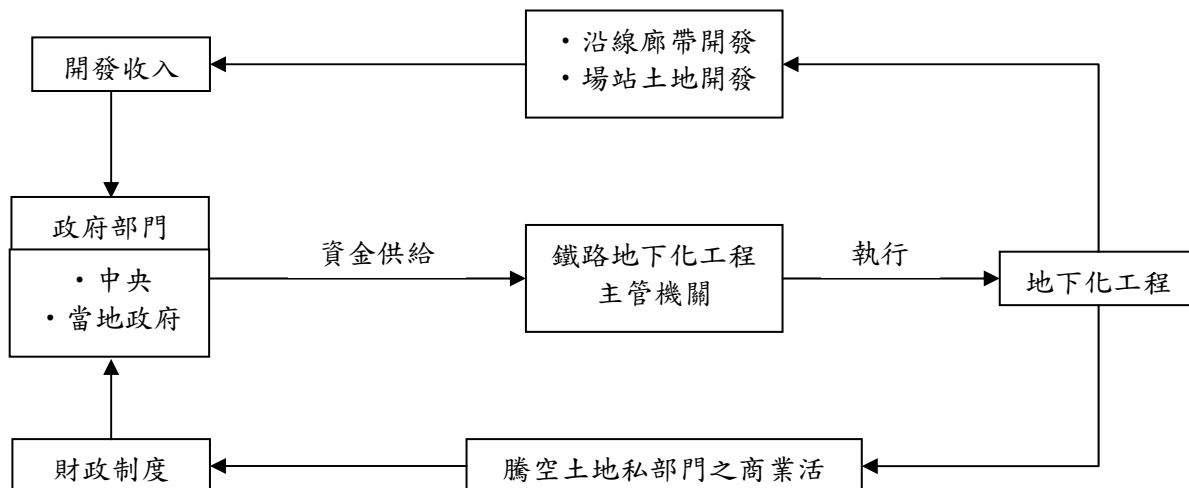 ・沿線廊帶開發
・場站土地開發
開發收入
政府部門
・中央
・當地政府
資金供給
鐵路地下化工程
主管機關
執行
地下化工程
財政制度
騰空土地私部門之商業活